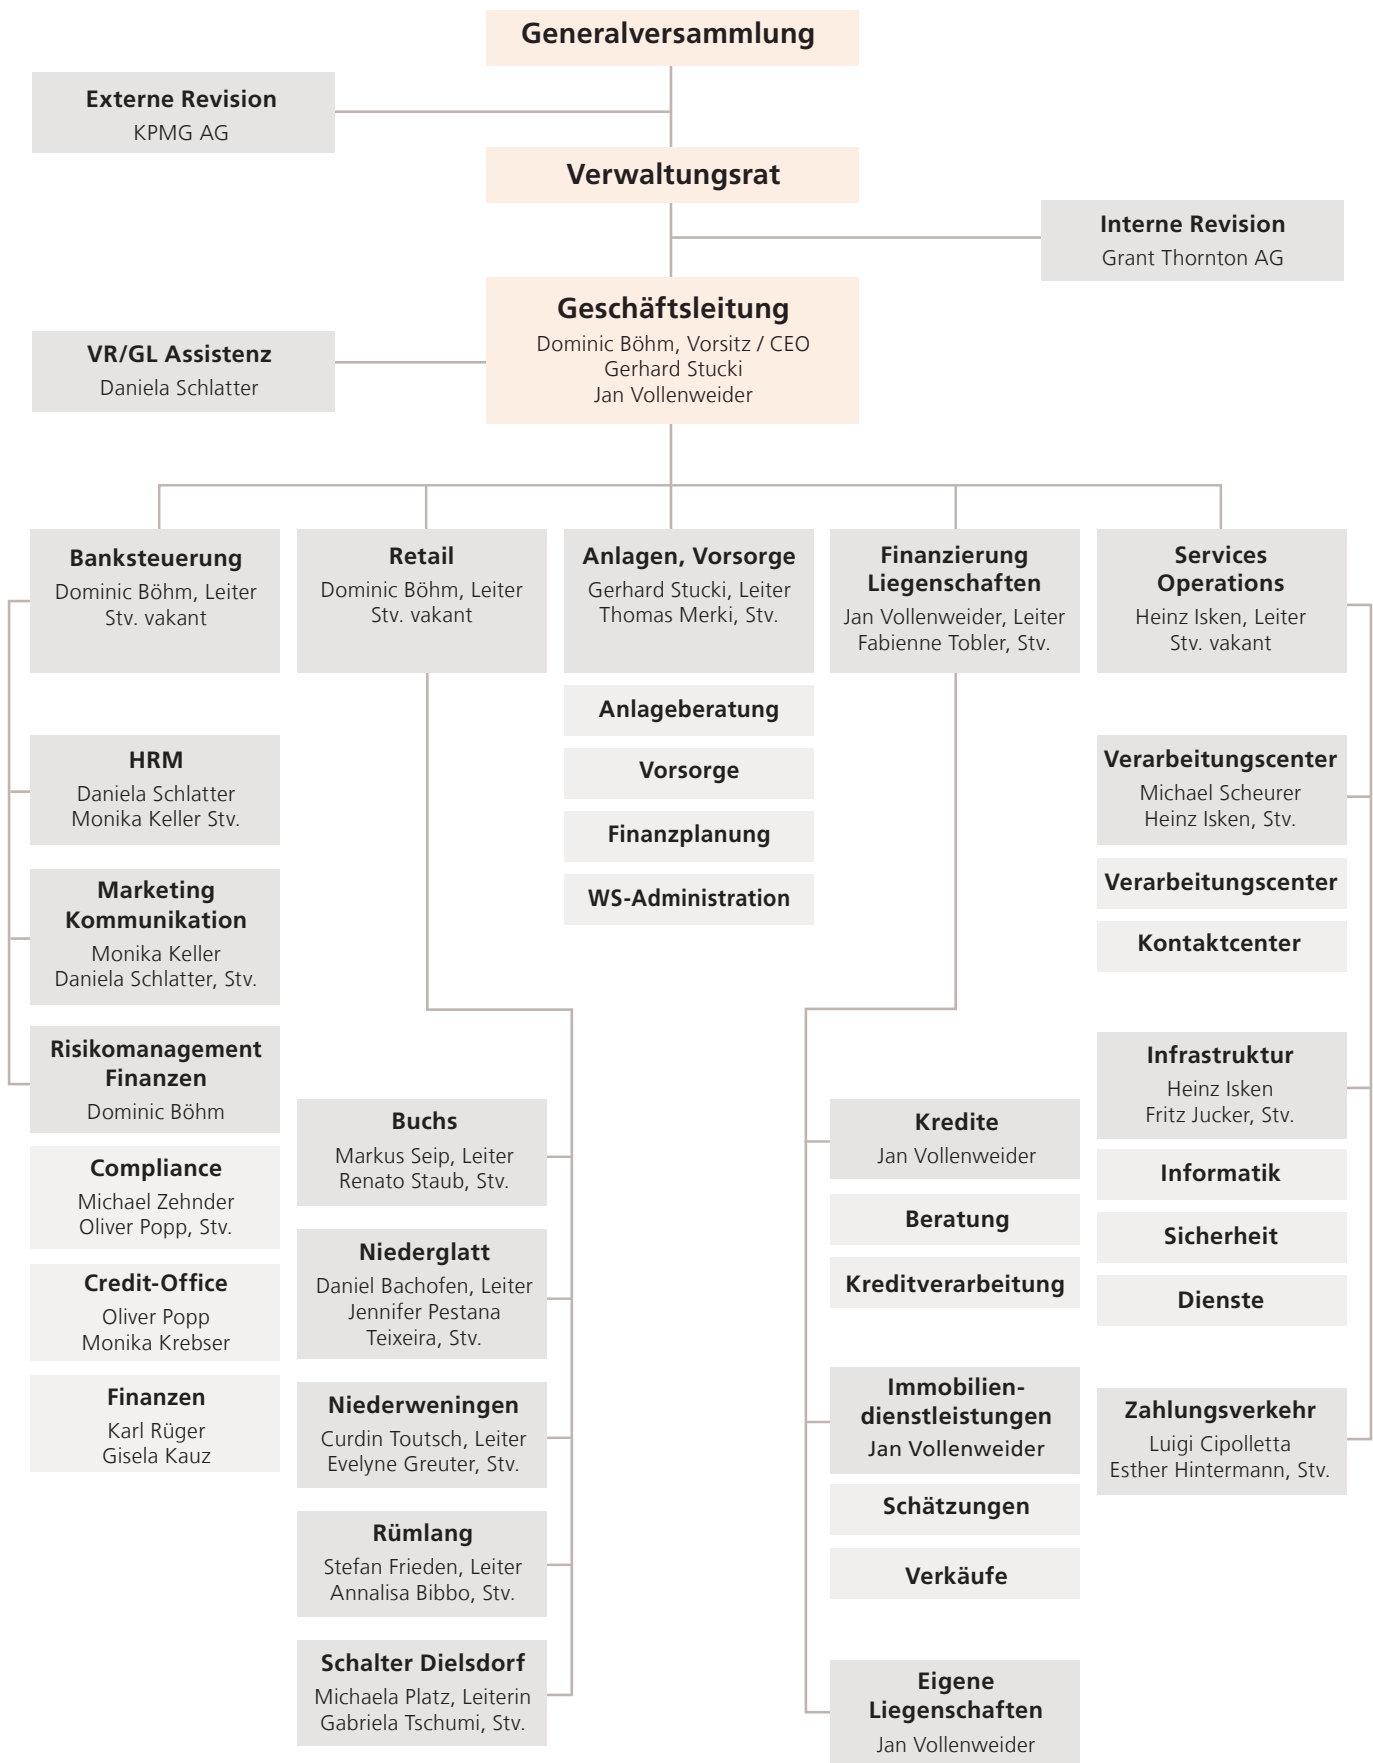 Generalversammlung
Externe Revision
KPMG AG
Verwaltungsrat
Interne Revision
Grant Thornton AG
Geschäftsleitung
Dominic Böhm, Vorsitz / CEO
Gerhard Stucki
Jan Vollenweider
VR/GL Assistenz
Daniela Schlatter
Banksteuerung
Dominic Böhm, Leiter
Stv. vakant
Retail
Dominic Böhm, Leiter
Stv. vakant
Anlagen, Vorsorge
Gerhard Stucki, Leiter
Thomas Merki, Stv.
Finanzierung
Liegenschaften
Jan Vollenweider, Leiter
Fabienne Tobler, Stv.
Services
Operations
Heinz Isken, Leiter
Stv. vakant
HRM
Daniela Schlatter
Monika Keller Stv.
Marketing
Kommunikation
Monika Keller
Daniela Schlatter, Stv.
Risikomanagement
Finanzen
Dominic Böhm
Compliance
Michael Zehnder
Oliver Popp, Stv.
Credit-Office
Oliver Popp
Monika Krebser
Finanzen
Karl Rüger
Gisela Kauz
Buchs
Markus Seip, Leiter
Renato Staub, Stv.
Niederglatt
Daniel Bachofen, Leiter
Jennifer Pestana
Teixeira, Stv.
Niederweningen
Curdin Toutsch, Leiter
Evelyne Greuter, Stv.
Rümlang
Stefan Frieden, Leiter
Annalisa Bibbo, Stv.
Schalter Dielsdorf
Michaela Platz, Leiterin
Gabriela Tschumi, Stv.
Anlageberatung
Vorsorge
Finanzplanung
WS-Administration
Kredite
Jan Vollenweider
Beratung
Kreditverarbeitung
Immobilien-
dienstleistungen
Jan Vollenweider
Schätzungen
Verkäufe
Eigene
Liegenschaften
Jan Vollenweider
Verarbeitungscenter
Michael Scheurer
Heinz Isken, Stv.
Verarbeitungscenter
Kontaktcenter
Infrastruktur
Heinz Isken
Fritz Jucker, Stv.
Informatik
Sicherheit
Dienste
Zahlungsverkehr
Luigi Cipolletta
Esther Hintermann, Stv.